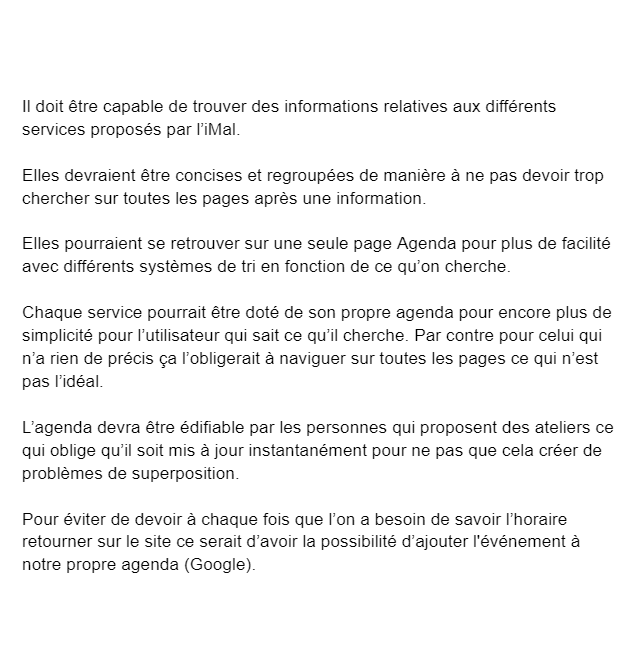 Il doit être capable de trouver des informations relatives aux différents
services proposés par l’iMal.
Elles devraient être concises et regroupées de manière à ne pas devoir trop
chercher sur toutes les pages après une information.
Elles pourraient se retrouver sur une seule page Agenda pour plus de facilité
avec différents systèmes de tri en fonction de ce qu’on cherche.
Chaque service pourrait être doté de son propre agenda pour encore plus de
simplicité pour l’utilisateur qui sait ce qu’il cherche. Par contre pour celui qui
n’a rien de précis ça l’obligerait à naviguer sur toutes les pages ce qui n’est
pas l’idéal.
L’agenda devra être édifiable par les personnes qui proposent des ateliers ce
qui oblige qu’il soit mis à jour instantanément pour ne pas que cela créer de
problèmes de superposition.
Pour éviter de devoir à chaque fois que l’on a besoin de savoir l’horaire
retourner sur le site ce serait d’avoir la possibilité d’ajouter l'événement à
notre propre agenda (Google).